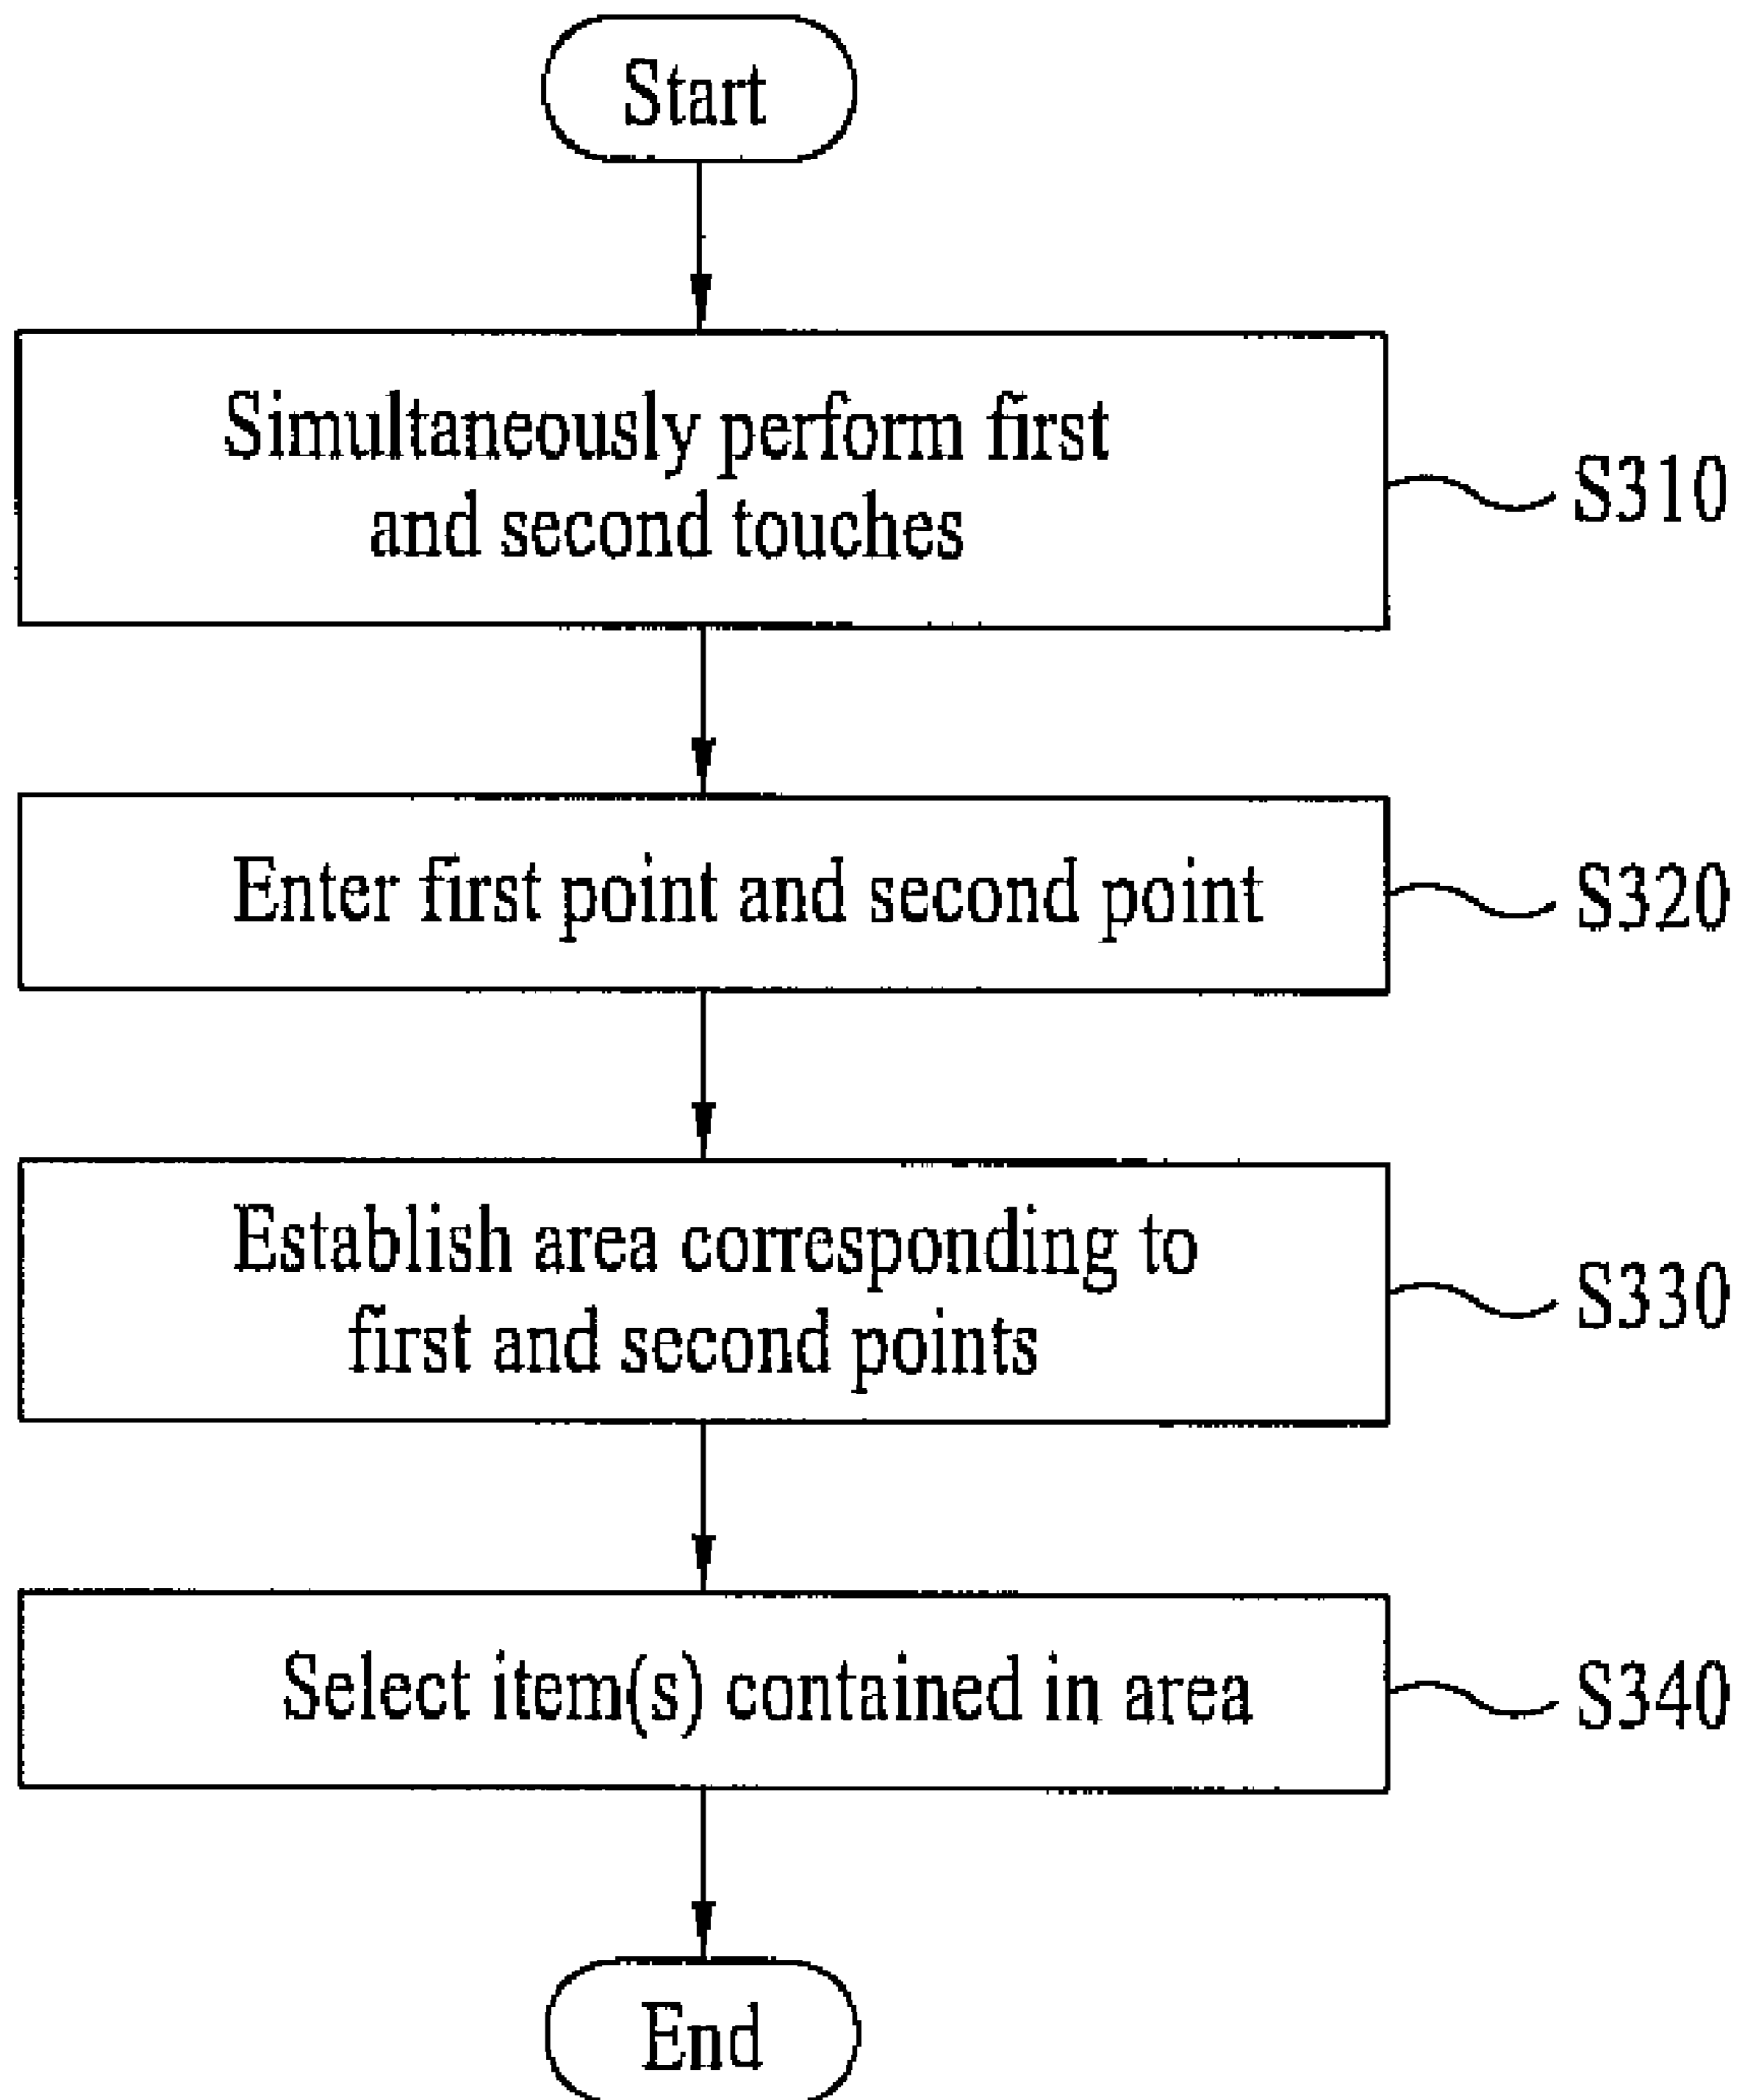 Start
Simultaneously perform first
and second touches
S310
Enter first point and second point
S320
Establish area corresponding to
first and second points
S330
Select item(s) contained in area
S340
End